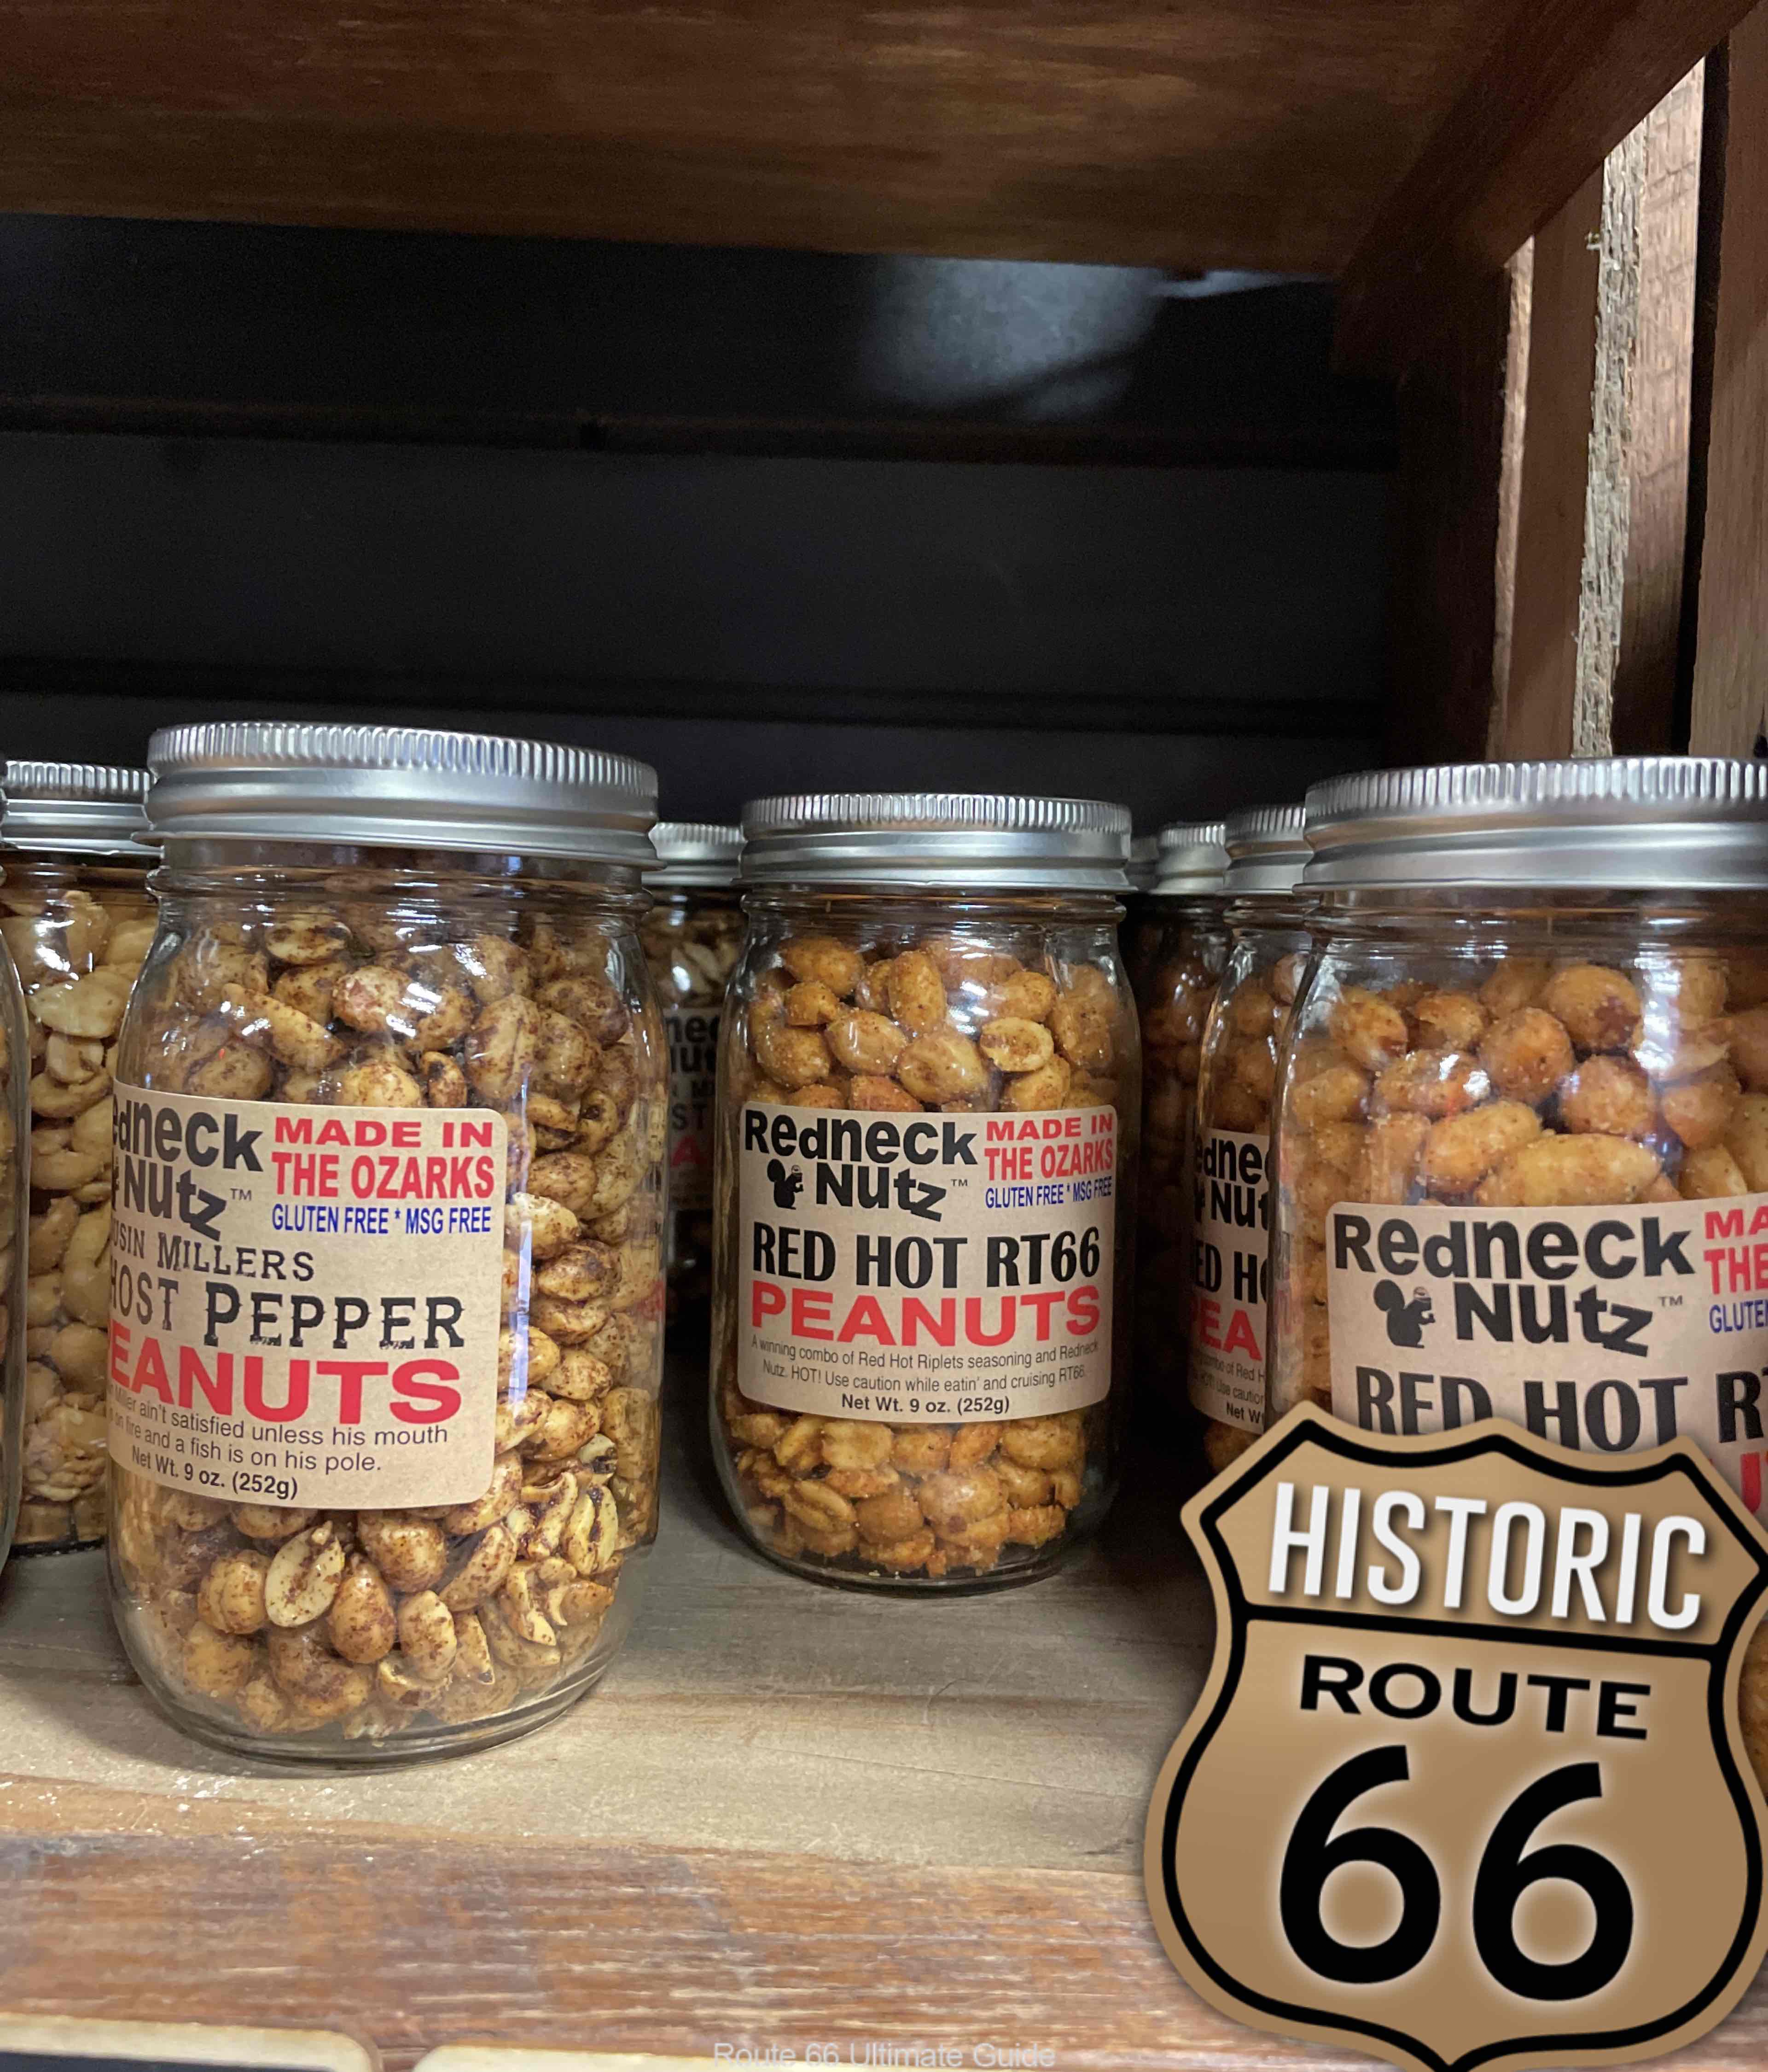 Redneck
Nutz™
MADE IN
THE OZARKS
GLUTEN FREE * MSG FREE
MILLERS
PEPPER
ain't satisfied unless his mouth
on fire and a fish is on his pole.
Net Wt. 9 oz. (252g)
Redneck
Nutz™
MADE IN
THE OZARKS
GLUTEN FREE * MSG FREE
RED HOT RT66
PEANUTS
A winning combo of Red Hot Riplets seasoning and Redneck
Nutz. HOT! Use caution while eatin' and cruising RT66.
Net Wt. 9 oz. (252g)
Redneck
Nutz™
RED HOT
HISTORIC
ROUTE
66
Route 66 Ultimate Guide